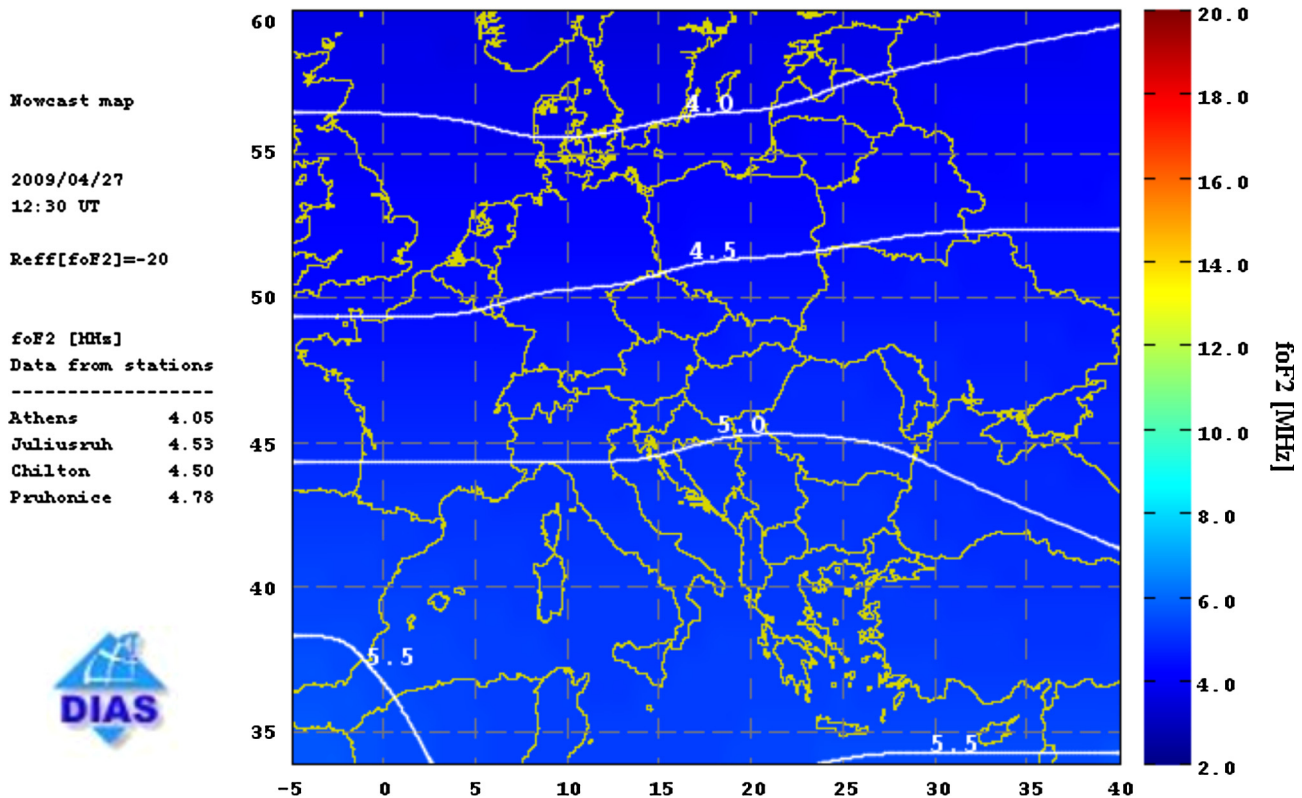 Nowcast map
2009/04/27
12:30 UT
Reff[foF2]=-20
foF2 [MHz]
Data from stations
------------------
Athens 4.05
Juliusruh 4.53
Chilton 4.50
Pruhonice 4.78
DIAS
60
55
50
45
40
35
-5 0 5 10 15 20 25 30 35 40
4.0
4.5
5.0
5.5
5.5
20.0
18.0
16.0
14.0
12.0
10.0
8.0
6.0
4.0
2.0
foF2 [MHz]